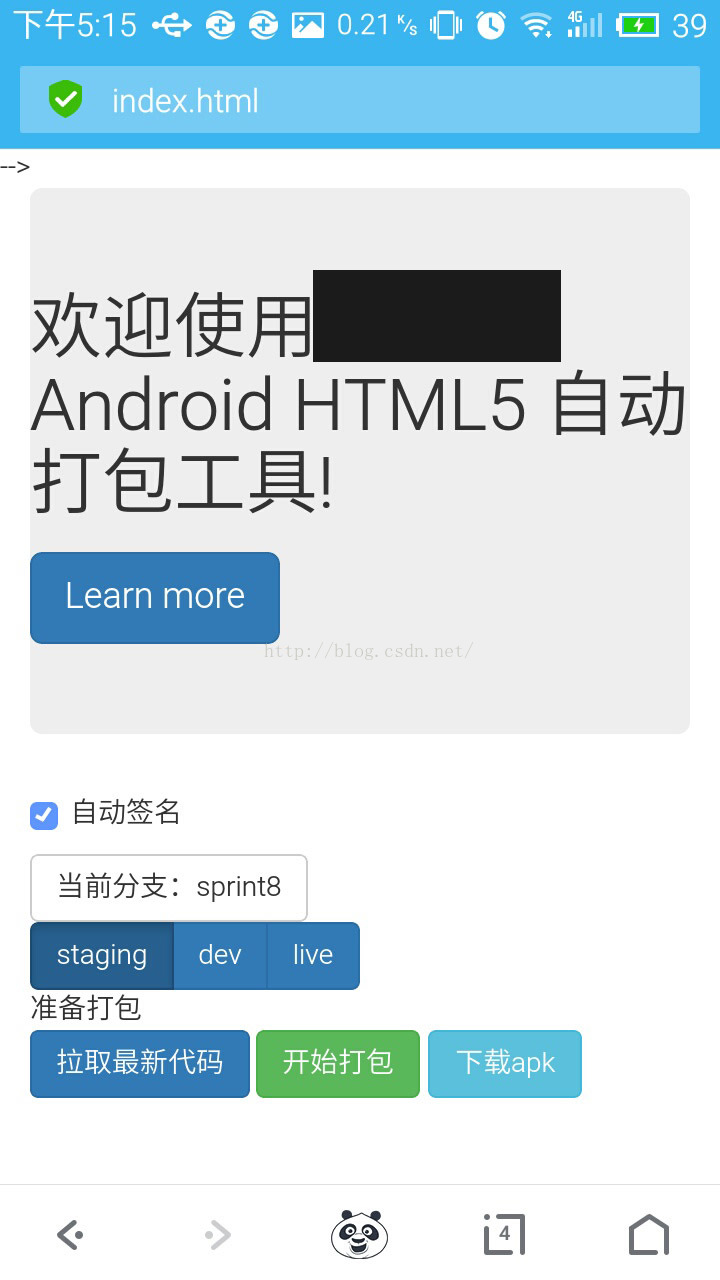 下午5:15 0.21 K/s 4G 39
index.html
-->
欢迎使用
Android HTML5 自动
打包工具!
Learn more
http://blog.csdn.net/
自动签名
当前分支：sprint8
staging dev live
准备打包
拉取最新代码 开始打包 下载apk
4